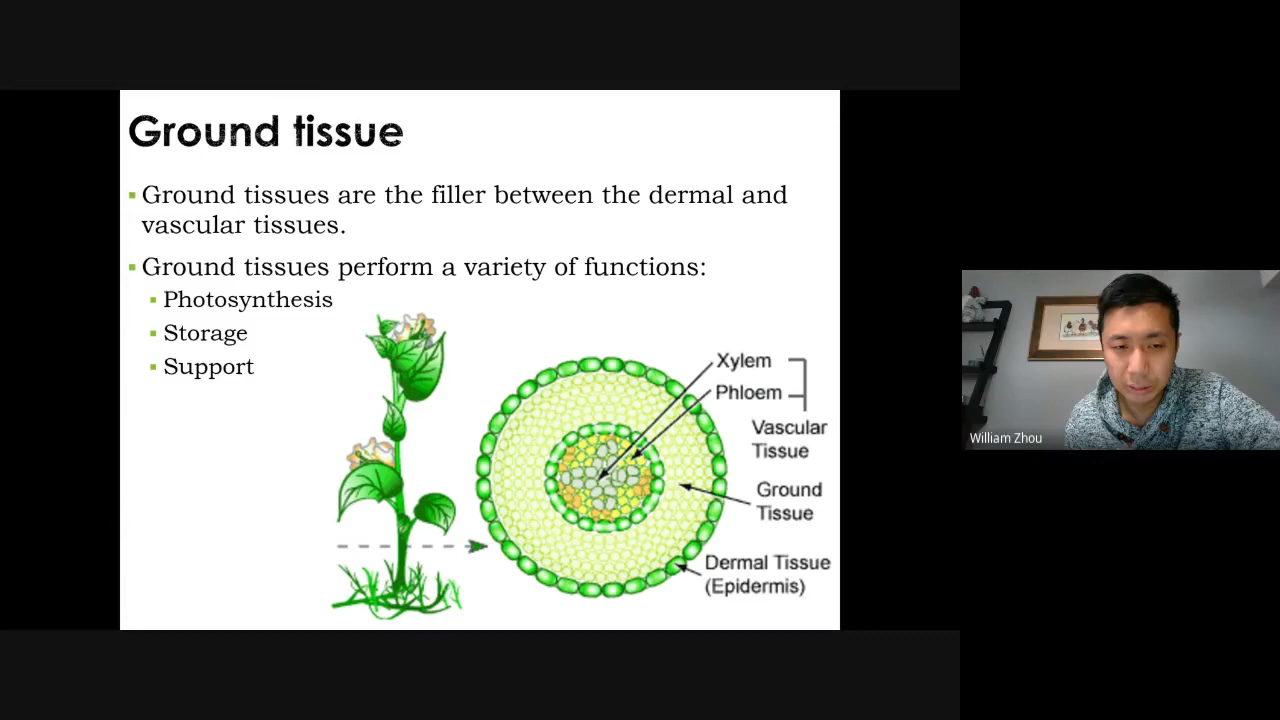 Ground tissue
▪ Ground tissues are the filler between the dermal and
vascular tissues.
▪ Ground tissues perform a variety of functions:
▪ Photosynthesis
▪ Storage
▪ Support
Xylem
Phloem
Vascular
Tissue
Ground
Tissue
Dermal Tissue
(Epidermis)
William Zhou